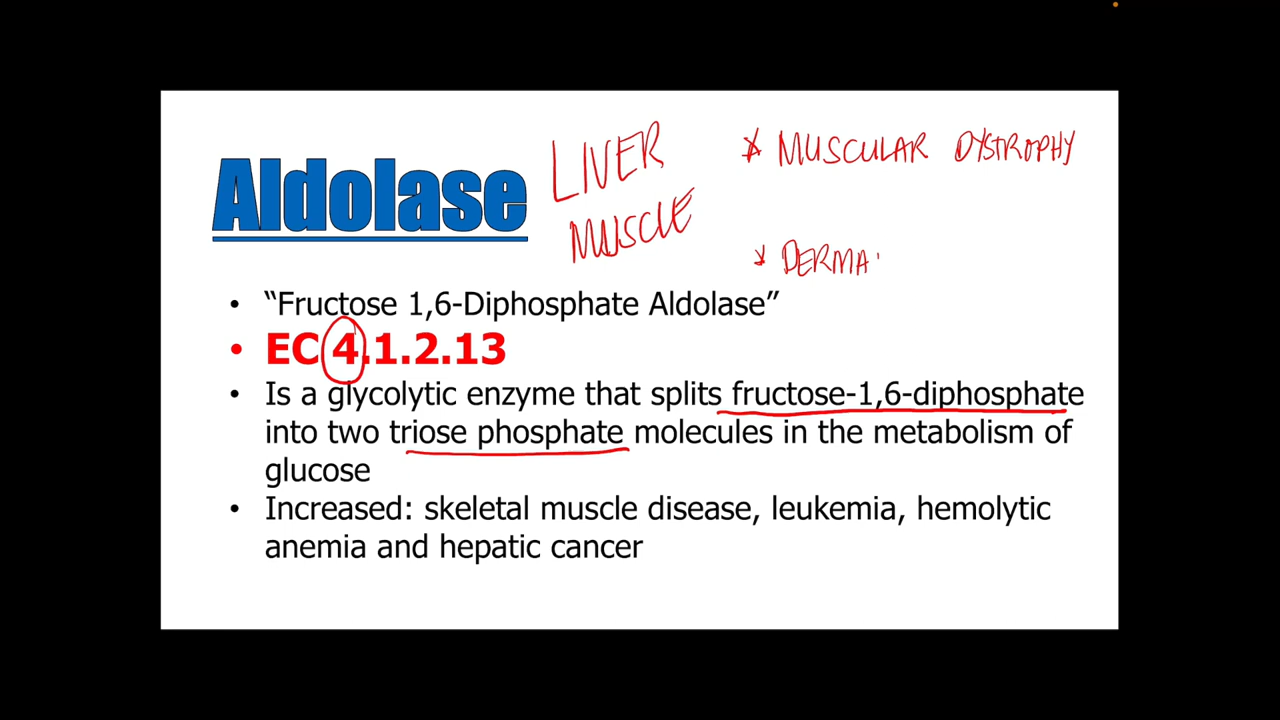 Aldolase
LIVER
MUSCLE
* MUSCULAR DYSTROPHY
* DERMA
• “Fructose 1,6-Diphosphate Aldolase”
• EC 4.1.2.13
• Is a glycolytic enzyme that splits fructose-1,6-diphosphate
into two triose phosphate molecules in the metabolism of
glucose
• Increased: skeletal muscle disease, leukemia, hemolytic
anemia and hepatic cancer